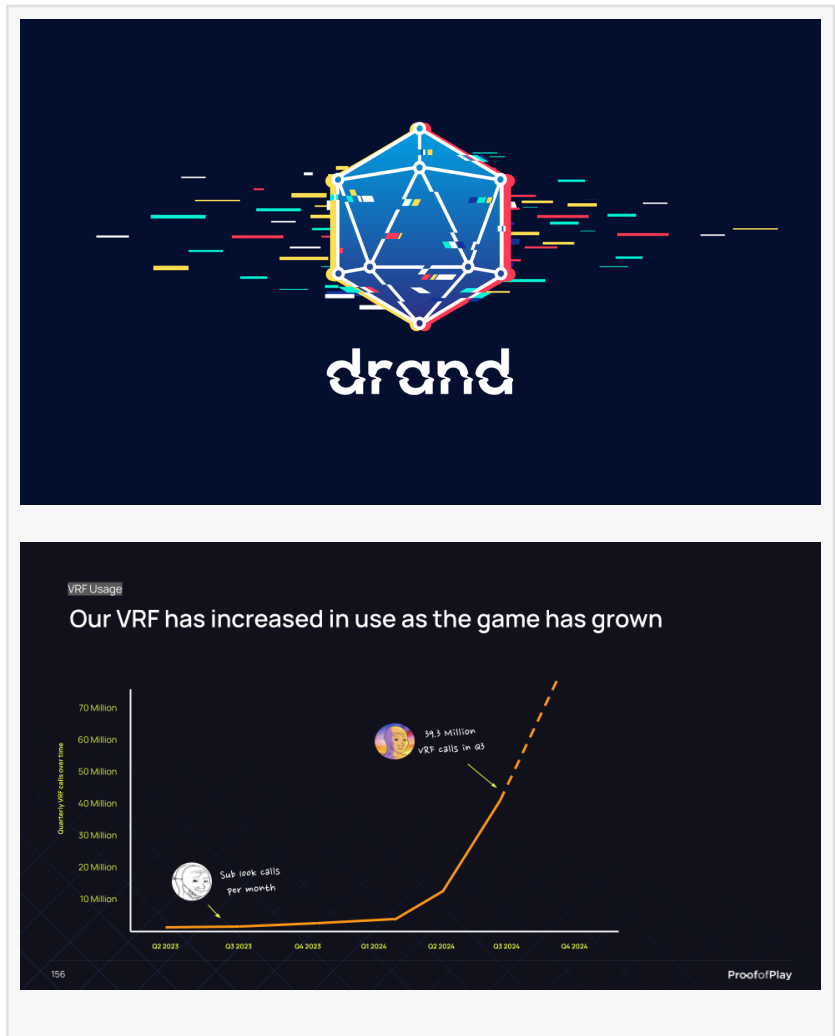 drand
VRF Usage
Our VRF has increased in use as the game has grown
Quarterly VRF calls over time
70 Million
60 Million
50 Million
40 Million
30 Million
20 Million
10 Million
39.3 Million
VRF calls in Q3
Sub 100k calls
per month
Q2 2023
Q3 2023
Q4 2023
Q1 2024
Q2 2024
Q3 2024
Q4 2024
156
ProofofPlay